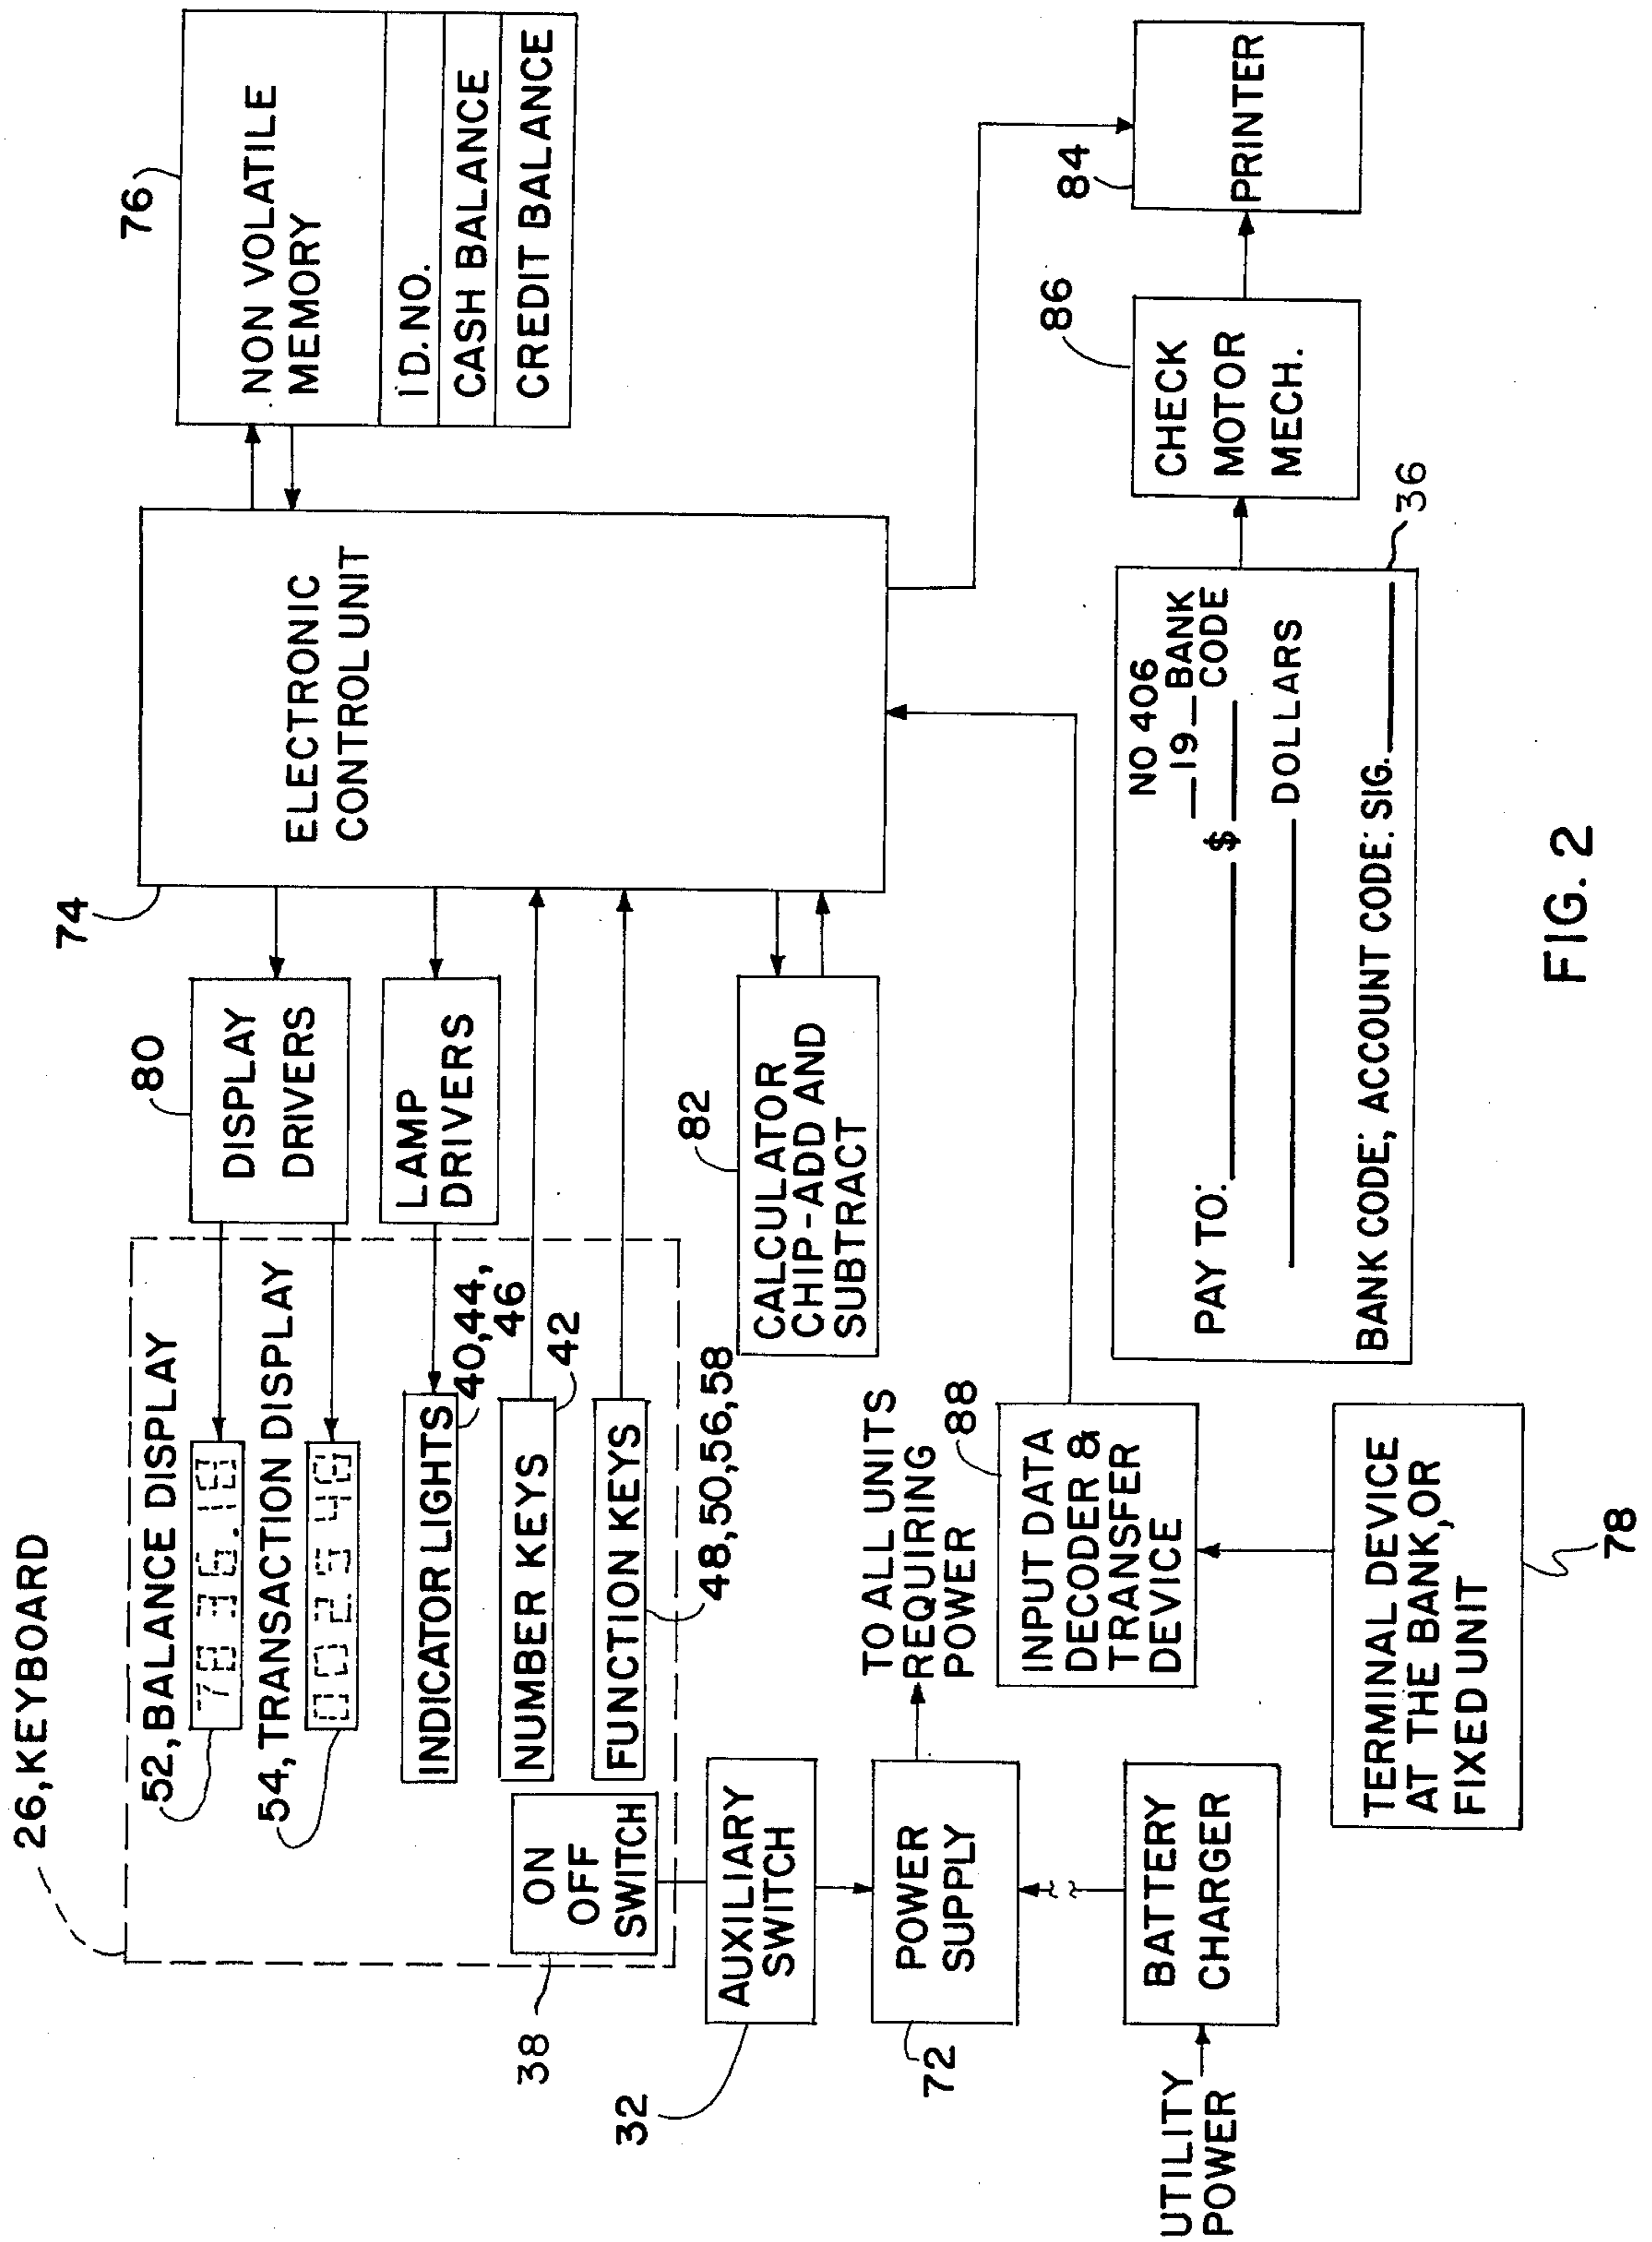 26, KEYBOARD
52, BALANCE DISPLAY
7836.18
54, TRANSACTION DISPLAY
INDICATOR LIGHTS
40,44,
46
NUMBER KEYS
42
FUNCTION KEYS
48,50,56,58
ON
OFF
SWITCH
38
80
DISPLAY
DRIVERS
LAMP
DRIVERS
74
ELECTRONIC
CONTROL UNIT
76
NON VOLATILE
MEMORY
ID. NO.
CASH BALANCE
CREDIT BALANCE
82
CALCULATOR
CHIP-ADD AND
SUBTRACT
32
AUXILIARY
SWITCH
72
POWER
SUPPLY
TO ALL UNITS
REQUIRING
POWER
UTILITY
POWER
BATTERY
CHARGER
88
INPUT DATA
DECODER &
TRANSFER
DEVICE
TERMINAL DEVICE
AT THE BANK, OR
FIXED UNIT
78
NO 406
19 BANK
CODE
PAY TO: $
DOLLARS
BANK CODE; ACCOUNT CODE: SIG.
36
86
CHECK
MOTOR
MECH.
84
PRINTER
FIG. 2